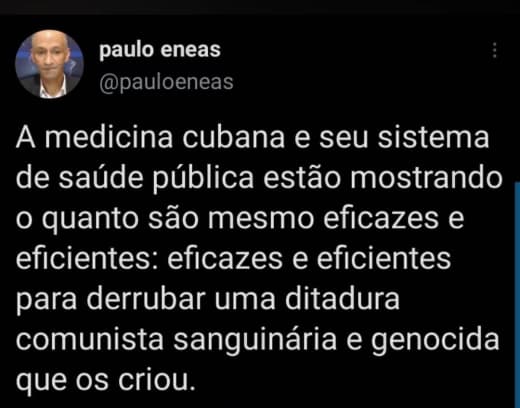 paulo eneas
@pauloeneas
A medicina cubana e seu sistema
de saúde pública estão mostrando
o quanto são mesmo eficazes e
eficientes: eficazes e eficientes
para derrubar uma ditadura
comunista sanguinária e genocida
que os criou.